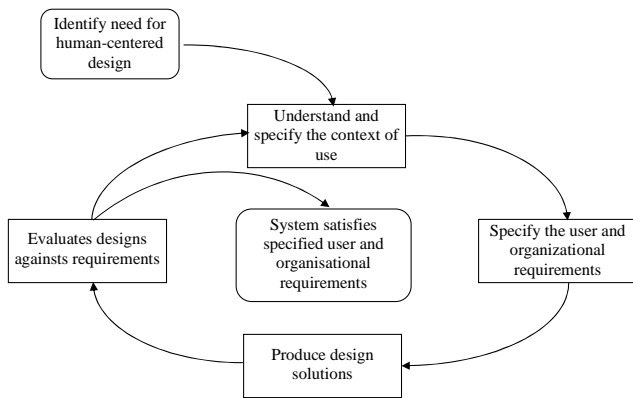 Identify need for
human-centered
design
Understand and
specify the context of
use
Evaluates designs
againsts requirements
System satisfies
specified user and
organisational
requirements
Specify the user and
organizational
requirements
Produce design
solutions